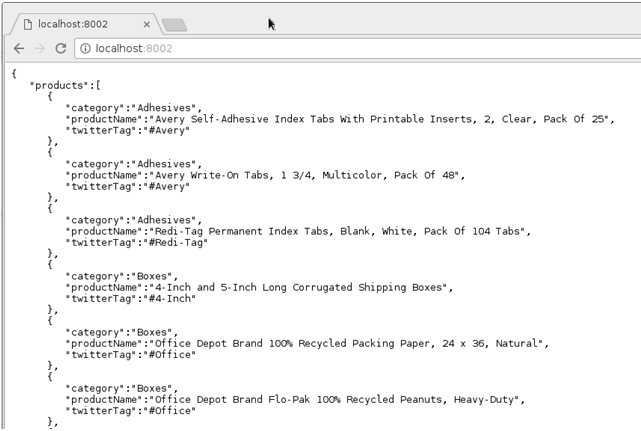 localhost:8002
localhost:8002
{
"products":[
{
"category":"Adhesives",
"productName":"Avery Self-Adhesive Index Tabs With Printable Inserts, 2, Clear, Pack Of 25",
"twitterTag":"#Avery"
},
{
"category":"Adhesives",
"productName":"Avery Write-On Tabs, 1 3/4, Multicolor, Pack Of 48",
"twitterTag":"#Avery"
},
{
"category":"Adhesives",
"productName":"Redi-Tag Permanent Index Tabs, Blank, White, Pack Of 104 Tabs",
"twitterTag":"#Redi-Tag"
},
{
"category":"Boxes",
"productName":"4-Inch and 5-Inch Long Corrugated Shipping Boxes",
"twitterTag":"#4-Inch"
},
{
"category":"Boxes",
"productName":"Office Depot Brand 100% Recycled Packing Paper, 24 x 36, Natural",
"twitterTag":"#Office"
},
{
"category":"Boxes",
"productName":"Office Depot Brand Flo-Pak 100% Recycled Peanuts, Heavy-Duty",
"twitterTag":"#Office"
},